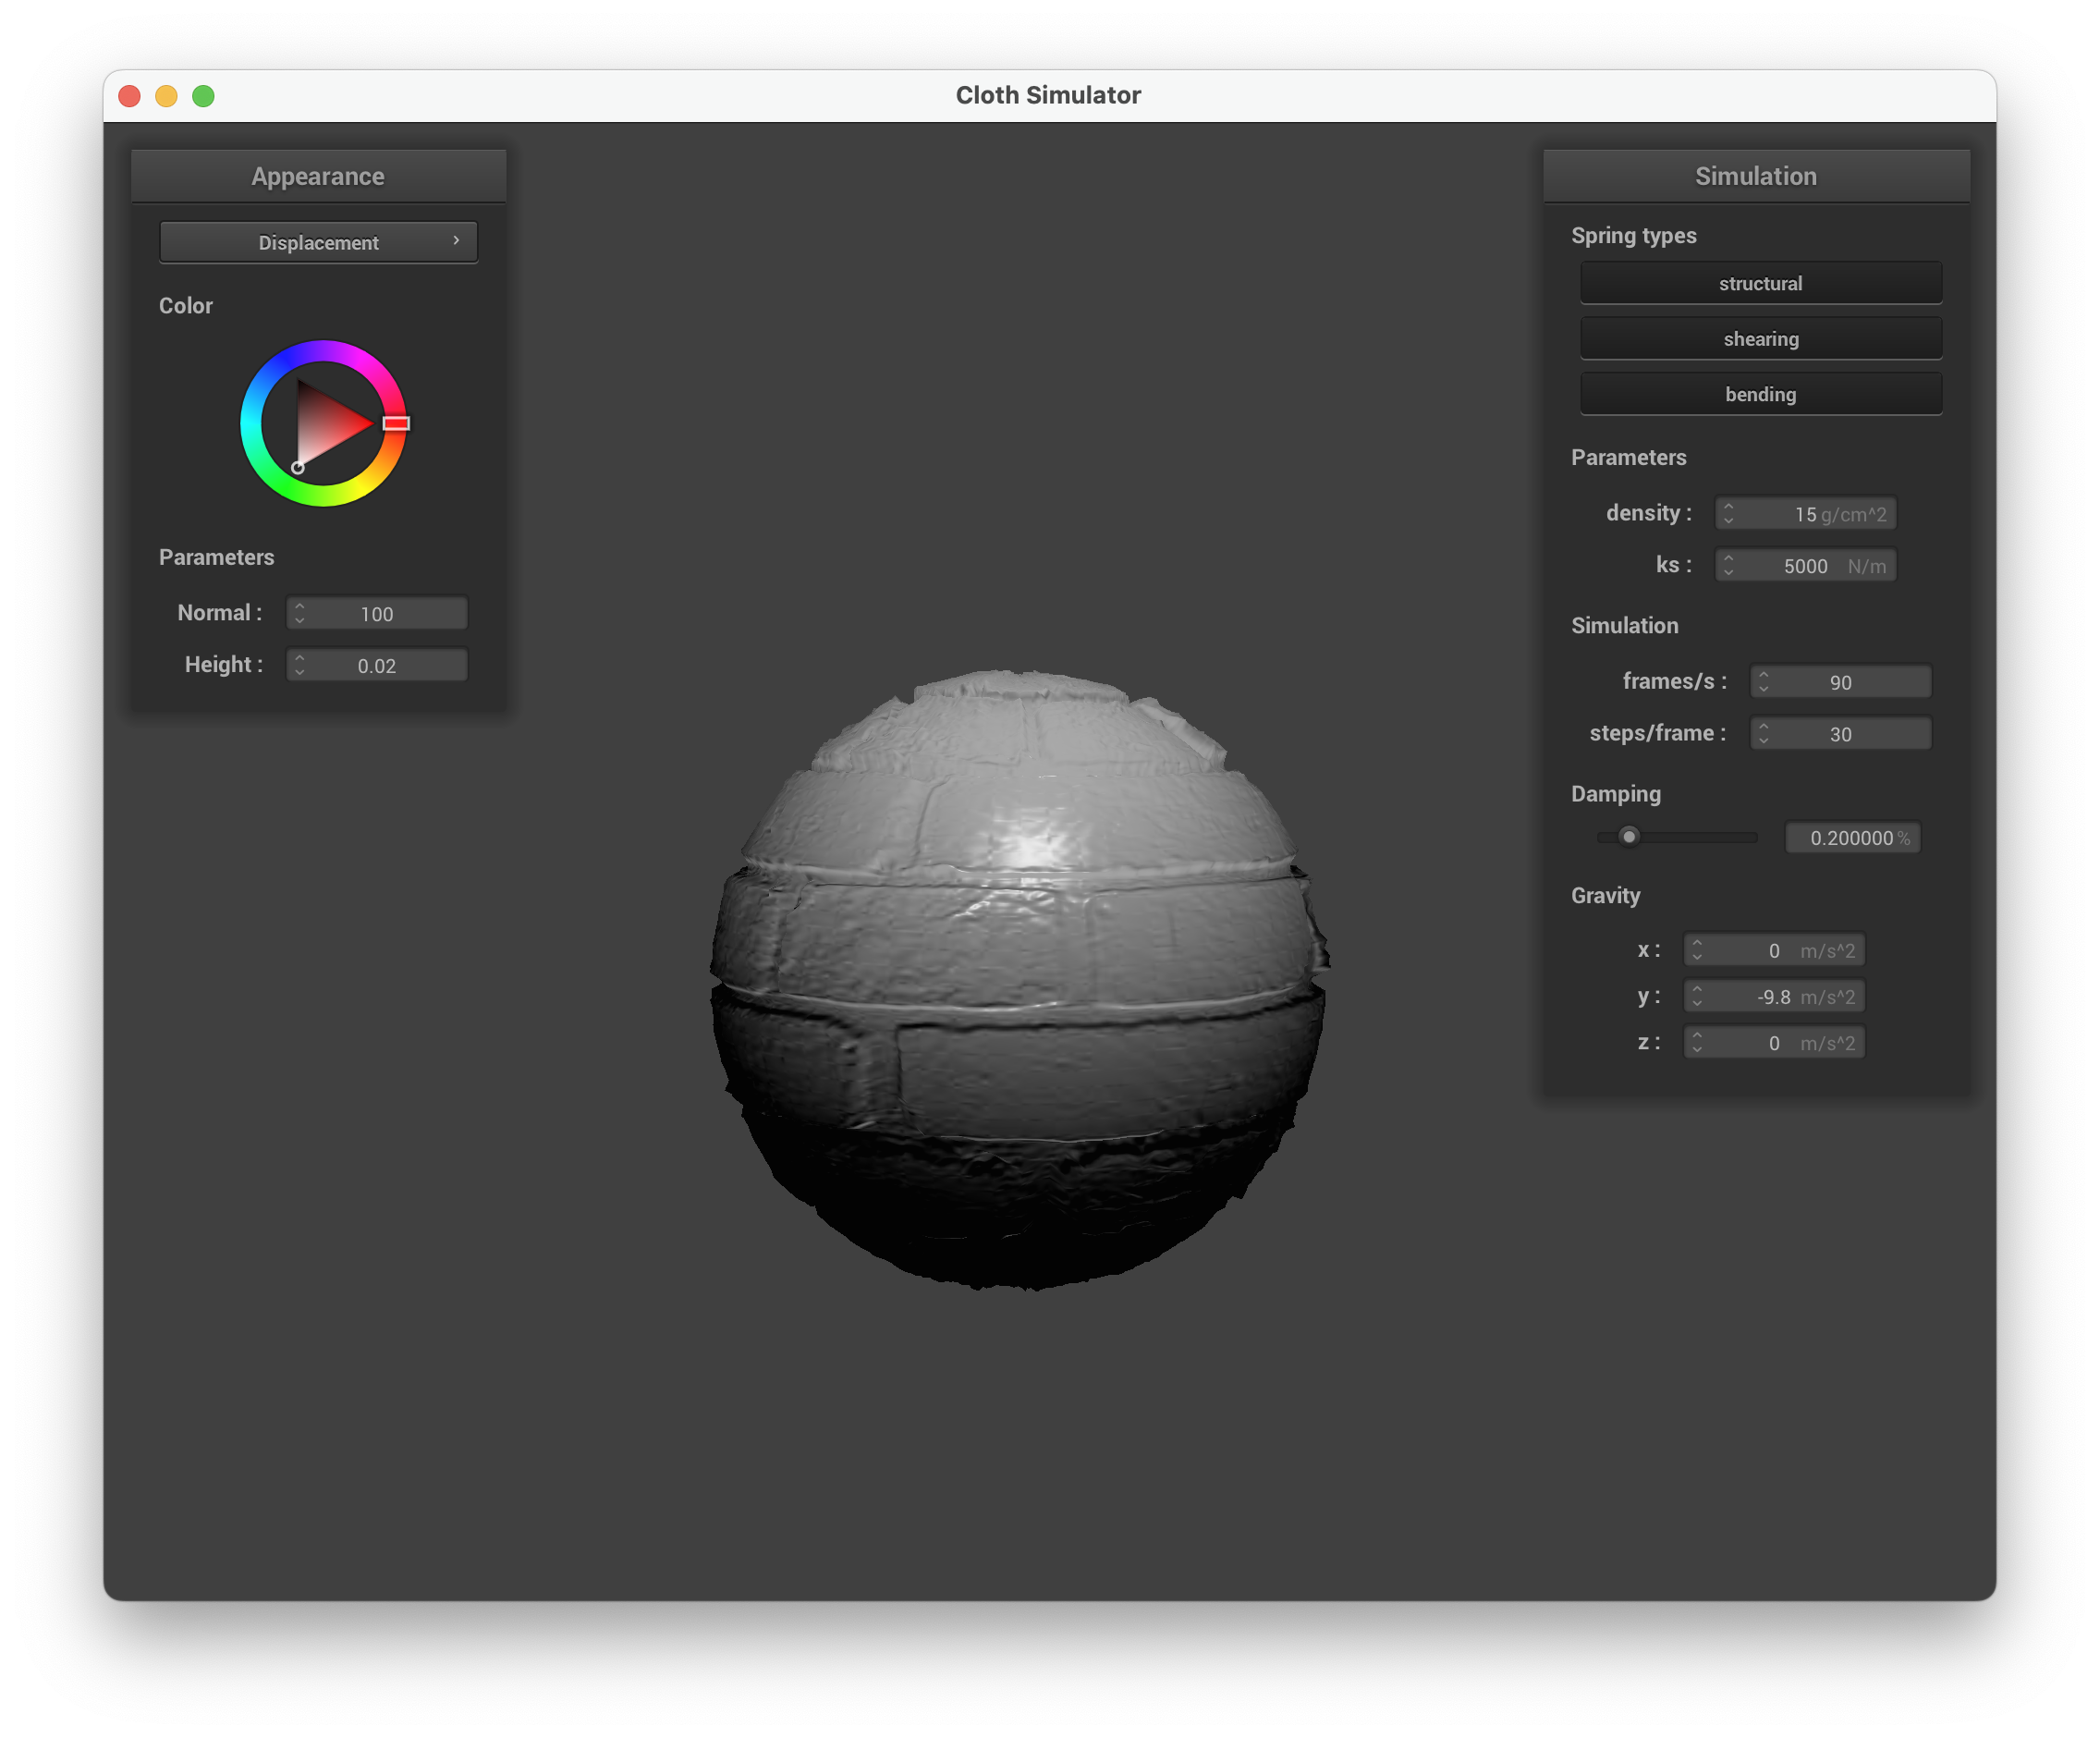 Cloth Simulator
Appearance
Displacement
Color
Parameters
Normal : 100
Height : 0.02
Simulation
Spring types
structural
shearing
bending
Parameters
density : 15 g/cm^2
ks : 5000 N/m
Simulation
frames/s : 90
steps/frame : 30
Damping
0.200000 %
Gravity
x : 0 m/s^2
y : -9.8 m/s^2
z : 0 m/s^2